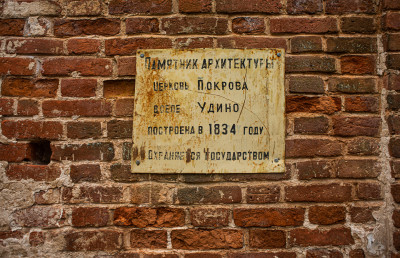 Памятник архитектуры
церковь Покрова
в селе Удино
построена в 1834 году
Охраняется государством